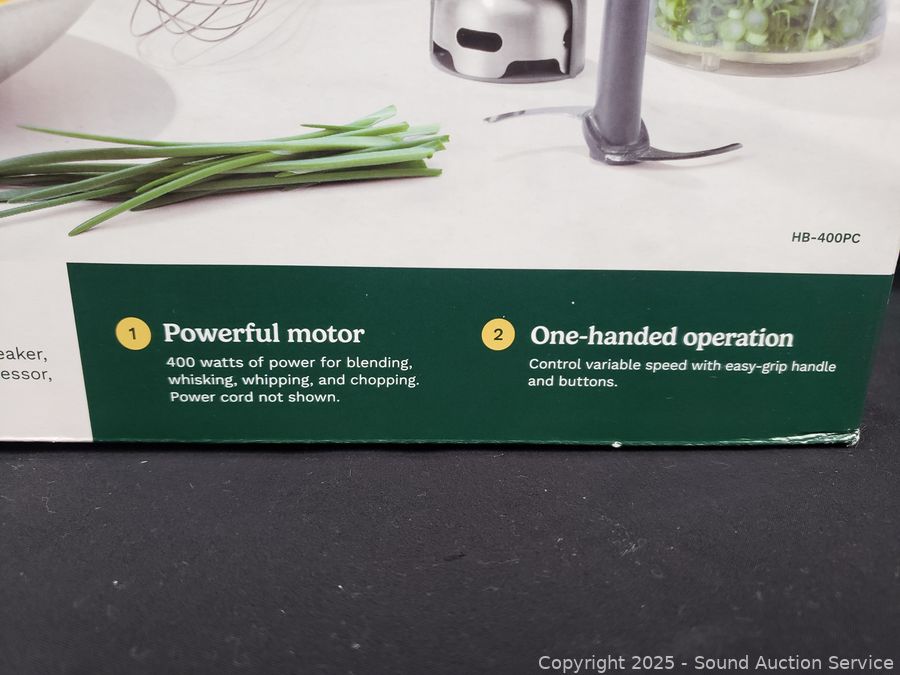 HB-400PC
eaker,
essor,
1 Powerful motor
400 watts of power for blending,
whisking, whipping, and chopping.
Power cord not shown.
2 One-handed operation
Control variable speed with easy-grip handle
and buttons.
Copyright 2025 - Sound Auction Service